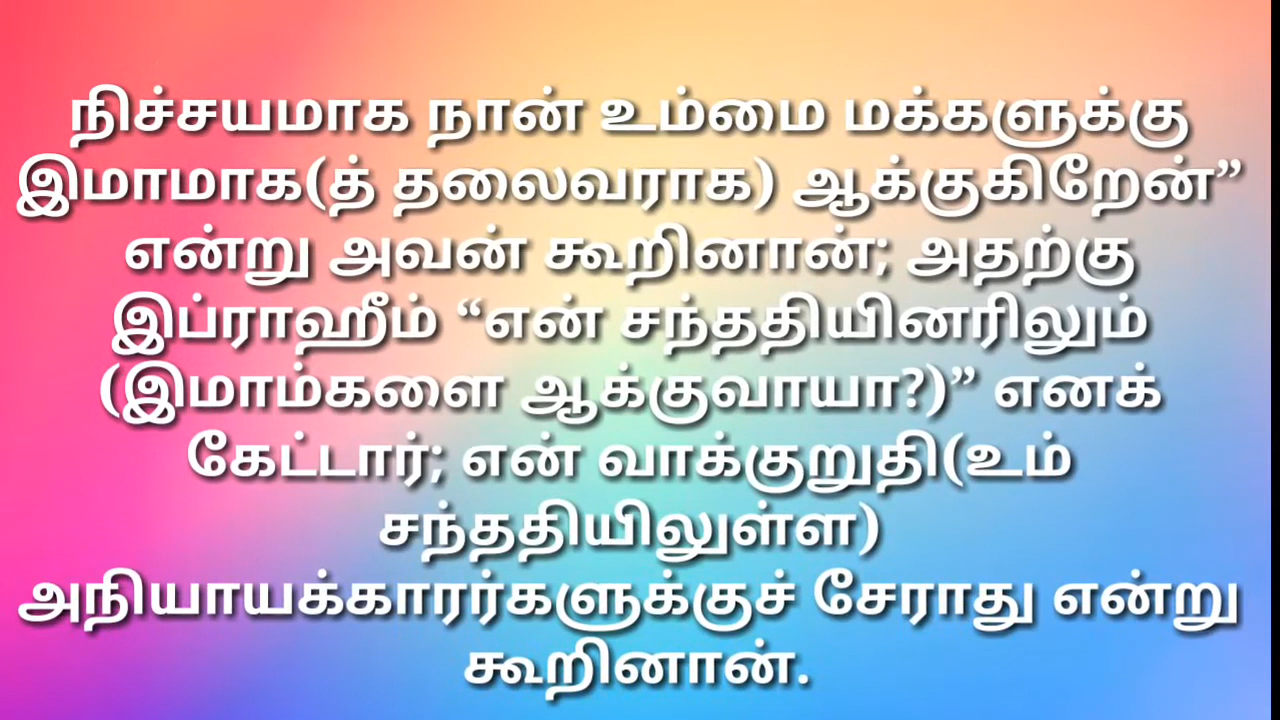 நிச்சயமாக நான் உம்மை மக்களுக்கு
இமாமாக(த் தலைவராக) ஆக்குகிறேன்”
என்று அவன் கூறினான்; அதற்கு
இப்ராஹீம் “என் சந்ததியினரிலும்
(இமாம்களை ஆக்குவாயா?)” எனக்
கேட்டார்; என் வாக்குறுதி(உம்
சந்ததியிலுள்ள)
அநியாயக்காரர்களுக்குச் சேராது என்று
கூறினான்.